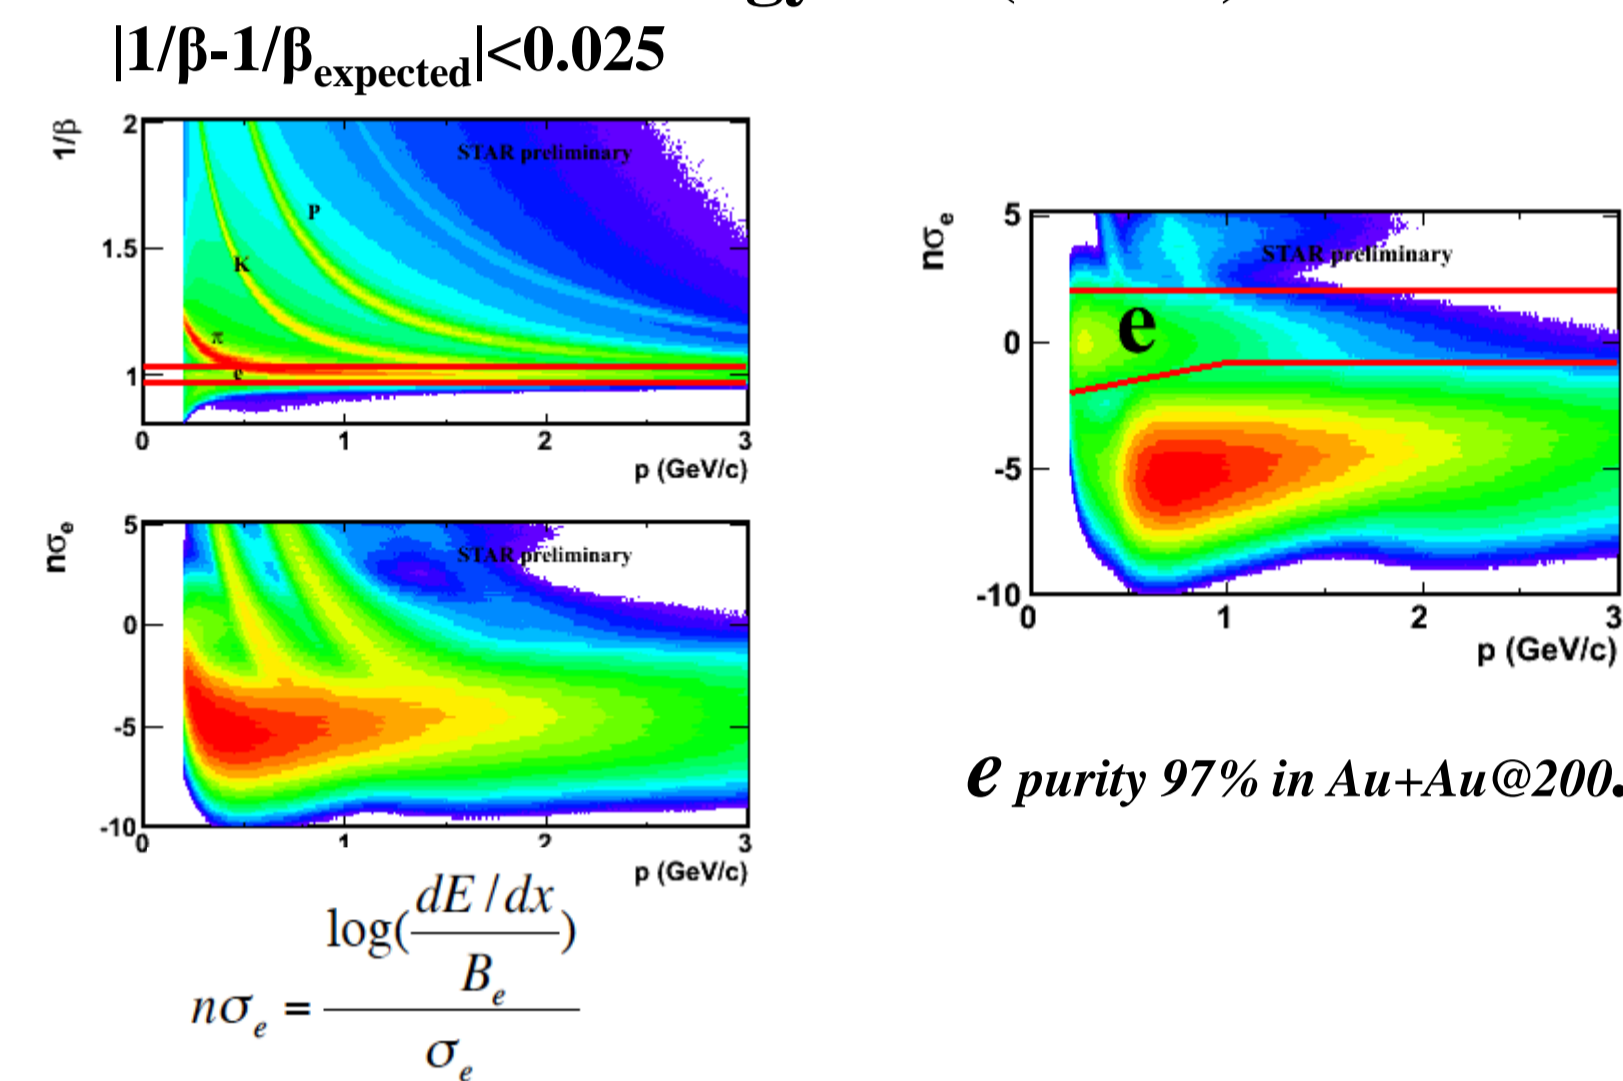 |1/β-1/βexpected|<0.025
1/β
2
1.5
1
STAR preliminary
P
K
π
e
0 1 2 3
p (GeV/c)
nσe
5
0
-5
-10
STAR preliminary
0 1 2 3
p (GeV/c)
nσe = log(dE/dx / Be) / σe
nσe
5
0
-5
-10
STAR preliminary
e
0 1 2 3
p (GeV/c)
e purity 97% in Au+Au@200.